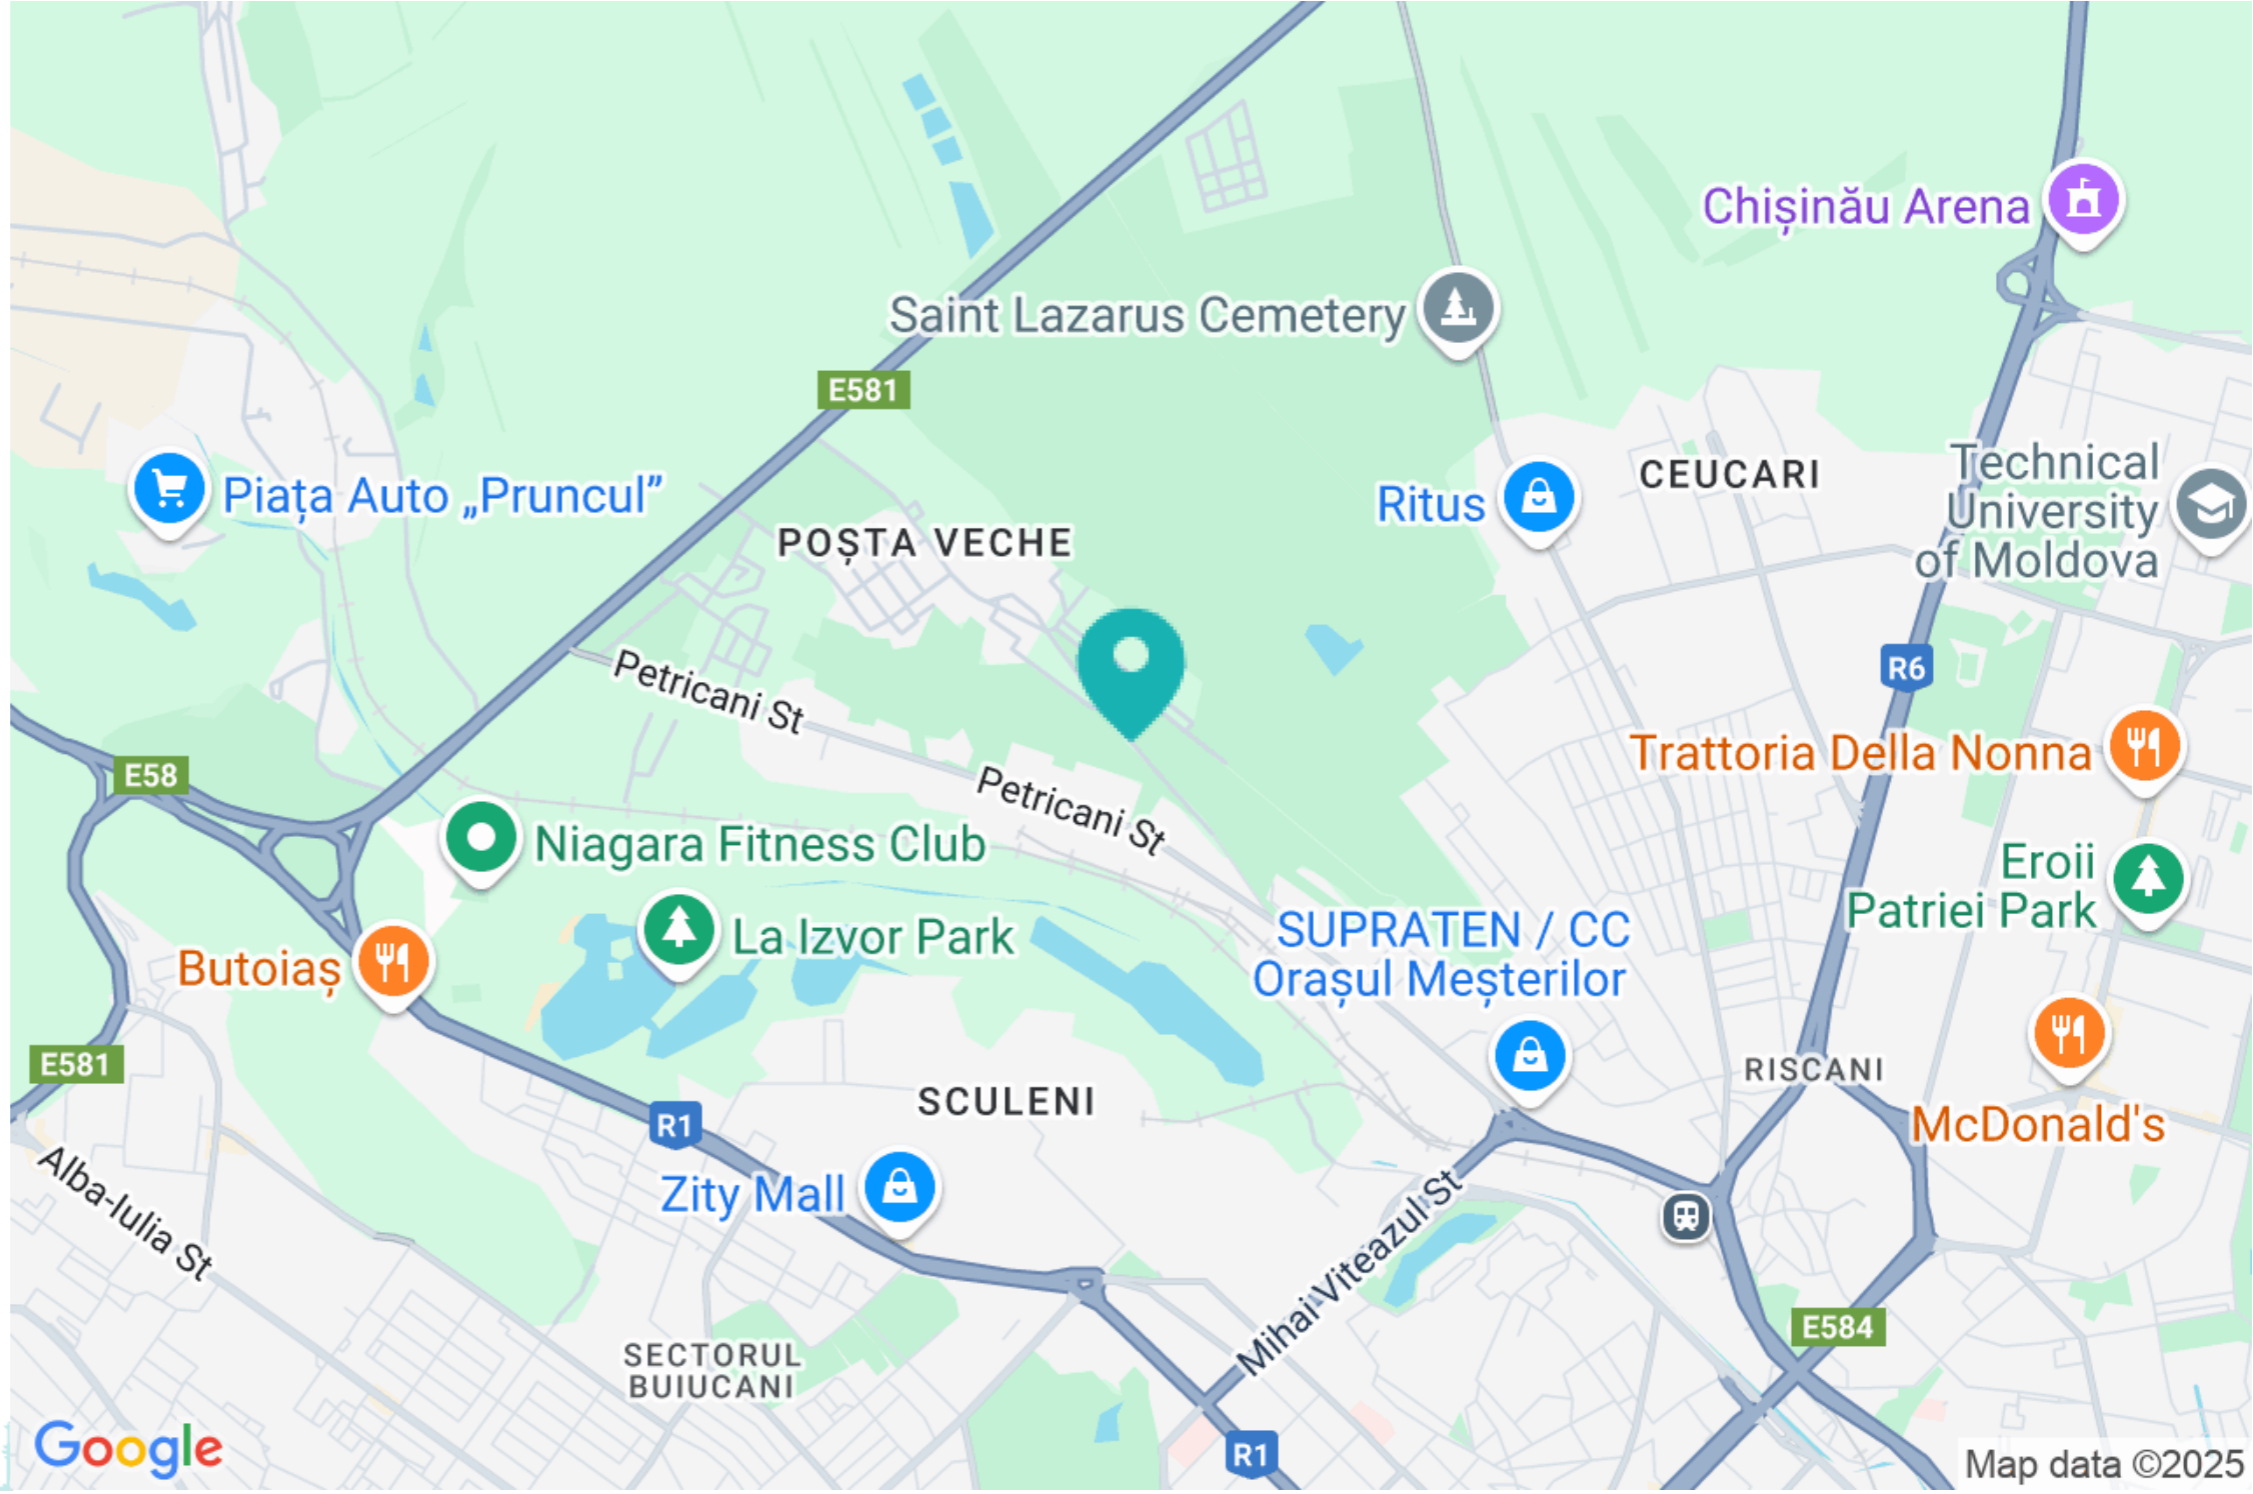 Chișinău Arena
Saint Lazarus Cemetery
E581
CEUCARI
Technical
University
of Moldova
Piața Auto „Pruncul”
Ritus
POȘTA VECHE
R6
Petricani St
Trattoria Della Nonna
E58
Petricani St
Niagara Fitness Club
Eroii
Patriei Park
La Izvor Park
SUPRATEN / CC
Orașul Meșterilor
Butoiaș
E581
RISCANI
SCULENI
R1
McDonald's
Alba-Iulia St
Zity Mall
Mihai Viteazul St
E584
SECTORUL
BUIUCANI
Google
R1
Map data ©2025